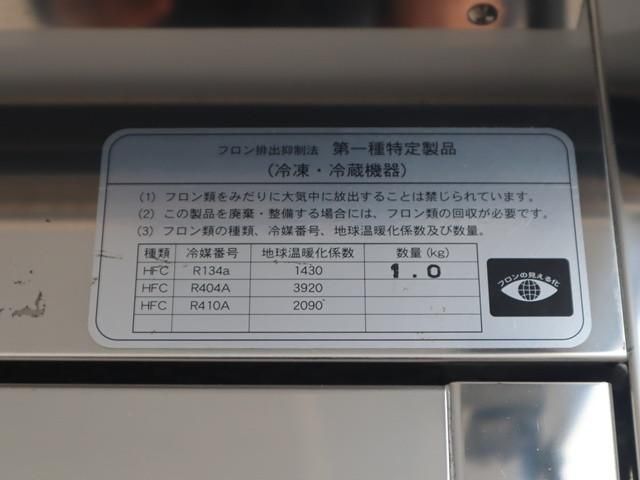 フロン排出抑制法 第一種特定製品
(冷凍・冷蔵機器)
(1) フロン類をみだりに大気中に放出することは禁じられています。
(2) この製品を廃棄・整備する場合には、フロン類の回収が必要です。
(3) フロン類の種類、冷媒番号、地球温暖化係数及び数量。
種類 冷媒番号 地球温暖化係数 数量(kg)
HFC R134a 1430 1.0
HFC R404A 3920
HFC R410A 2090
フロンの見える化